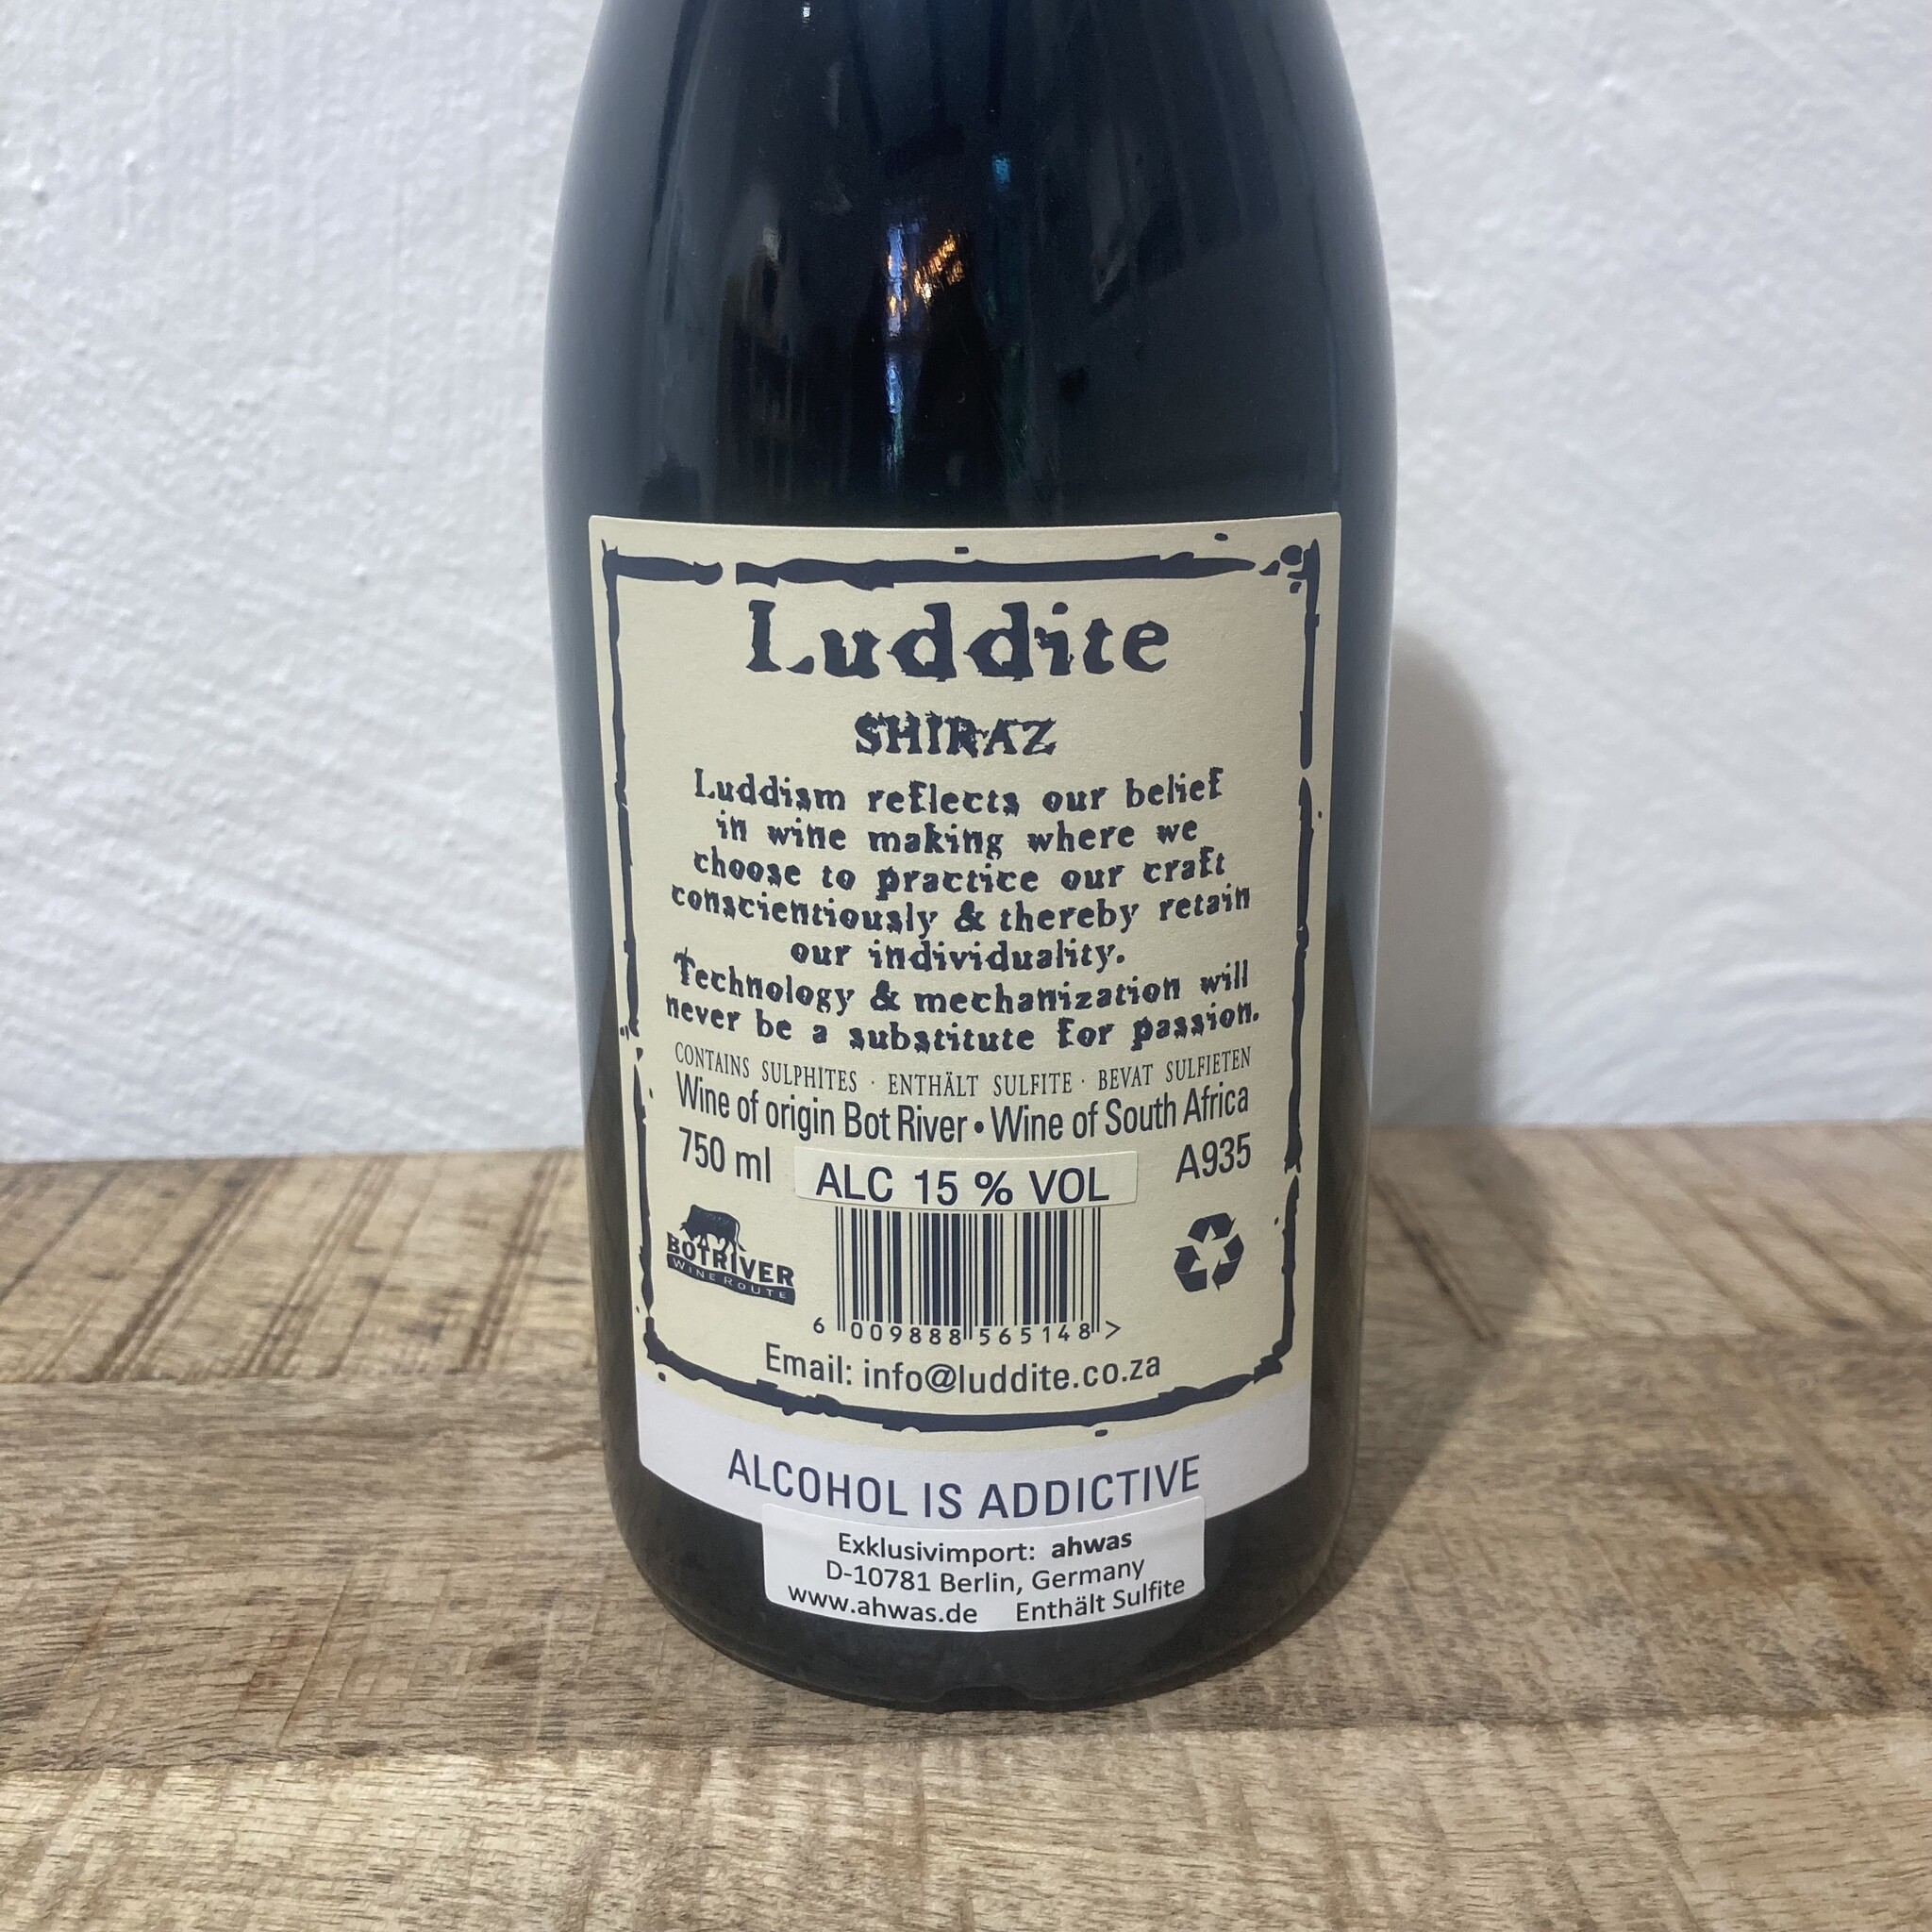 Luddite
SHIRAZ
Luddism reflects our belief
in wine making where we
choose to practice our craft
conscientiously & thereby retain
our individuality.
Technology & mechanization will
never be a substitute for passion.
CONTAINS SULPHITES · ENTHÄLT SULFITE · BEVAT SULFIETEN
Wine of origin Bot River • Wine of South Africa
750 ml ALC 15 % VOL A935
BOTRIVER
WINE ROUTE
6 009888 565148 >
Email: info@luddite.co.za
ALCOHOL IS ADDICTIVE
Exklusivimport: ahwas
D-10781 Berlin, Germany
www.ahwas.de Enthält Sulfite